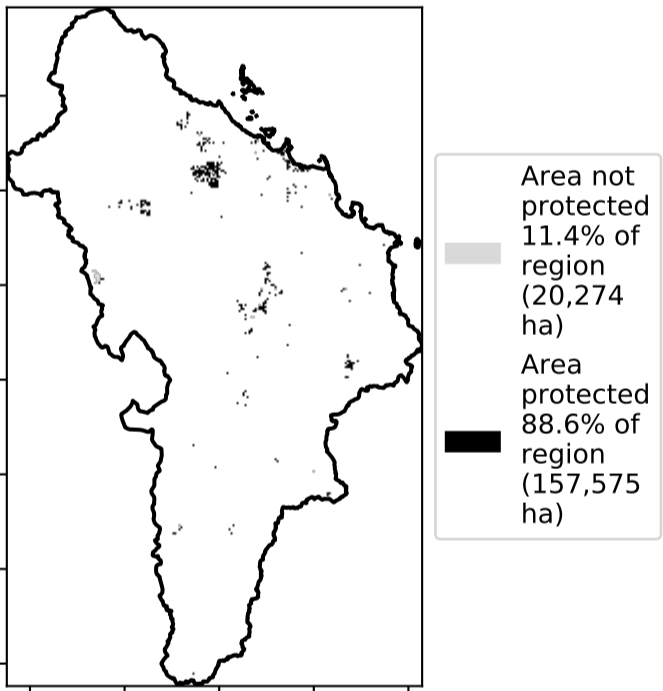 Area not
protected
11.4% of
region
(20,274
ha)
Area
protected
88.6% of
region
(157,575
ha)